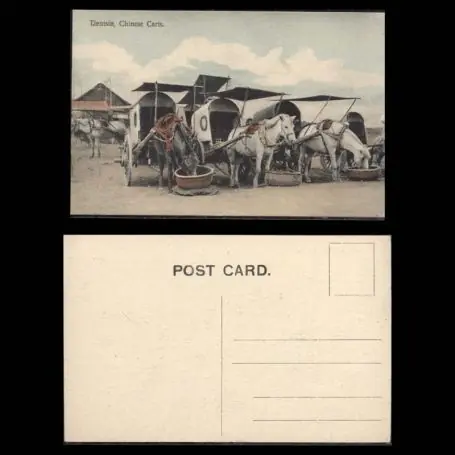 Tientsin, Chinese Carts.
POST CARD.